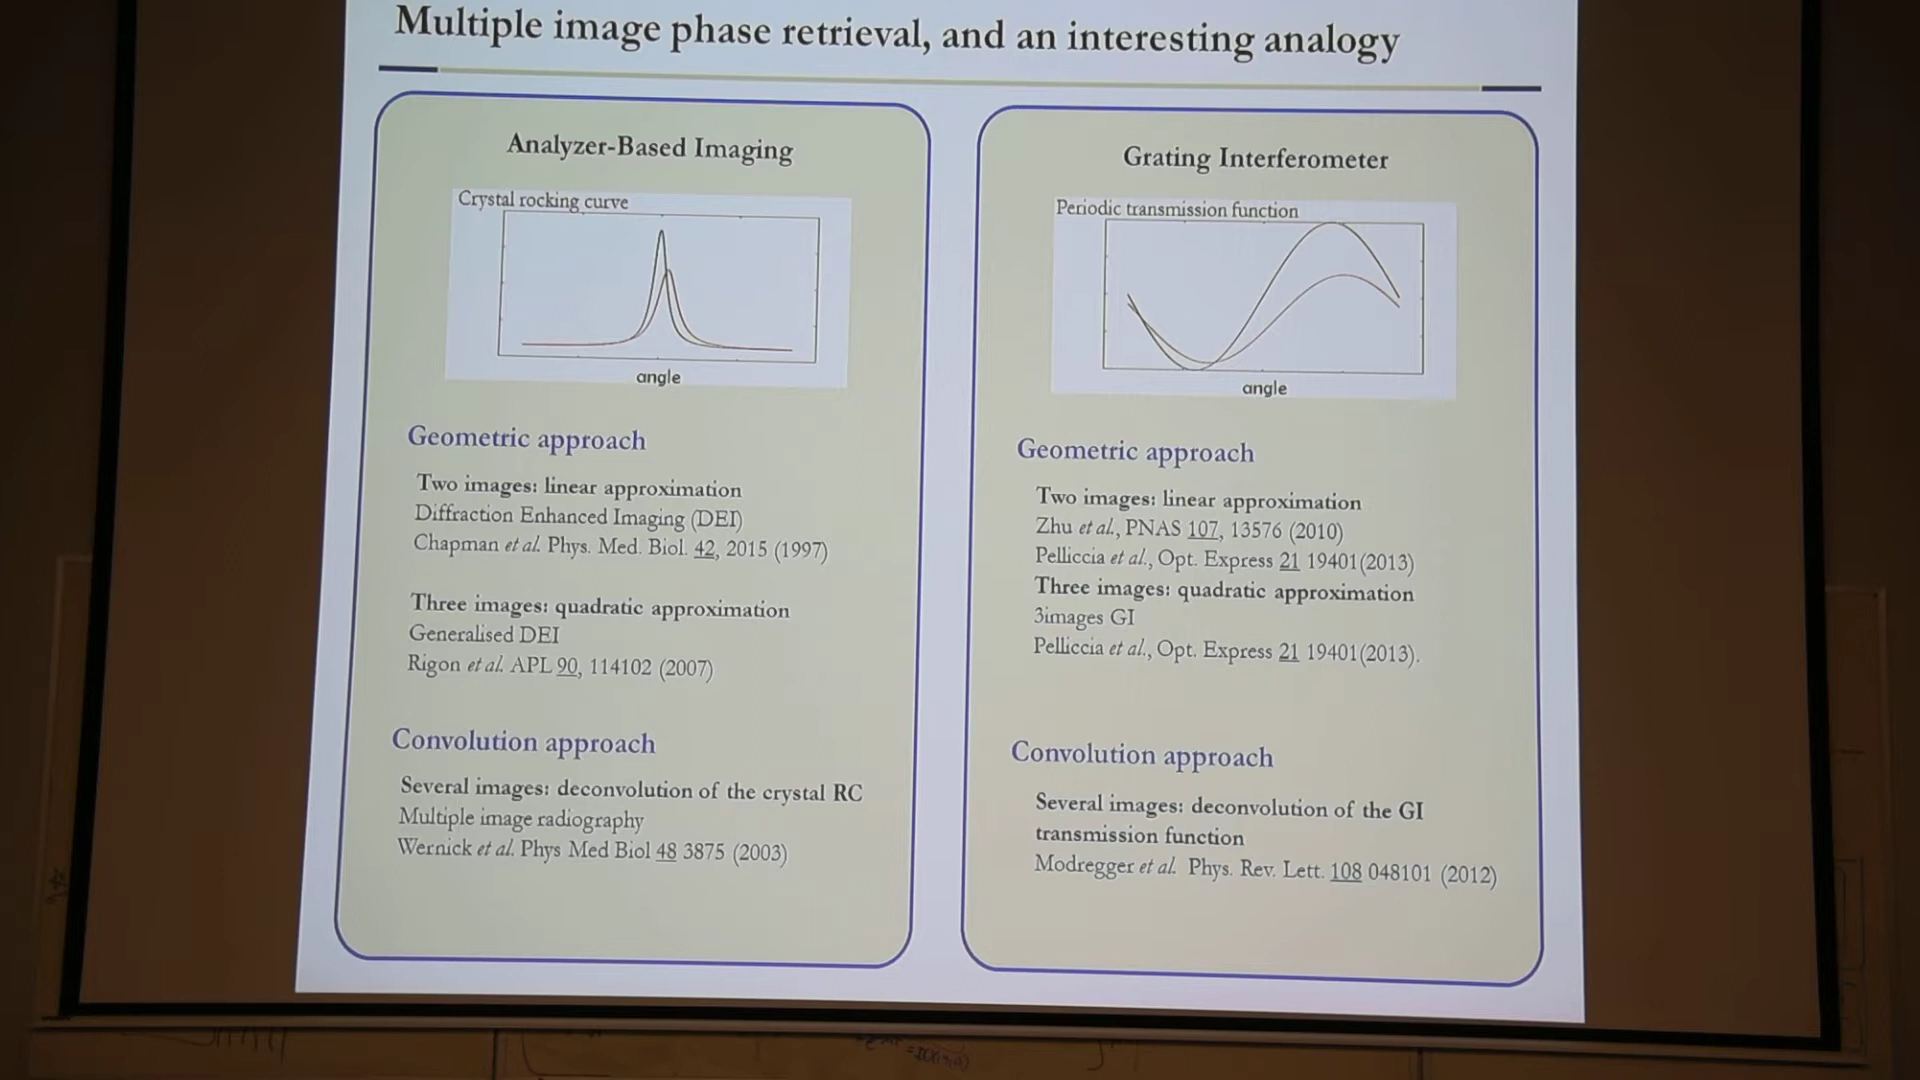 Multiple image phase retrieval, and an interesting analogy
Analyzer-Based Imaging
Crystal rocking curve
angle
Geometric approach
Two images: linear approximation
Diffraction Enhanced Imaging (DEI)
Chapman et al. Phys. Med. Biol. 42, 2015 (1997)
Three images: quadratic approximation
Generalised DEI
Rigon et al. APL 90, 114102 (2007)
Convolution approach
Several images: deconvolution of the crystal RC
Multiple image radiography
Wernick et al. Phys Med Biol 48 3875 (2003)
Grating Interferometer
Periodic transmission function
angle
Geometric approach
Two images: linear approximation
Zhu et al., PNAS 107, 13576 (2010)
Pelliccia et al., Opt. Express 21 19401(2013)
Three images: quadratic approximation
3images GI
Pelliccia et al., Opt. Express 21 19401(2013).
Convolution approach
Several images: deconvolution of the GI
transmission function
Modregger et al. Phys. Rev. Lett. 108 048101 (2012)